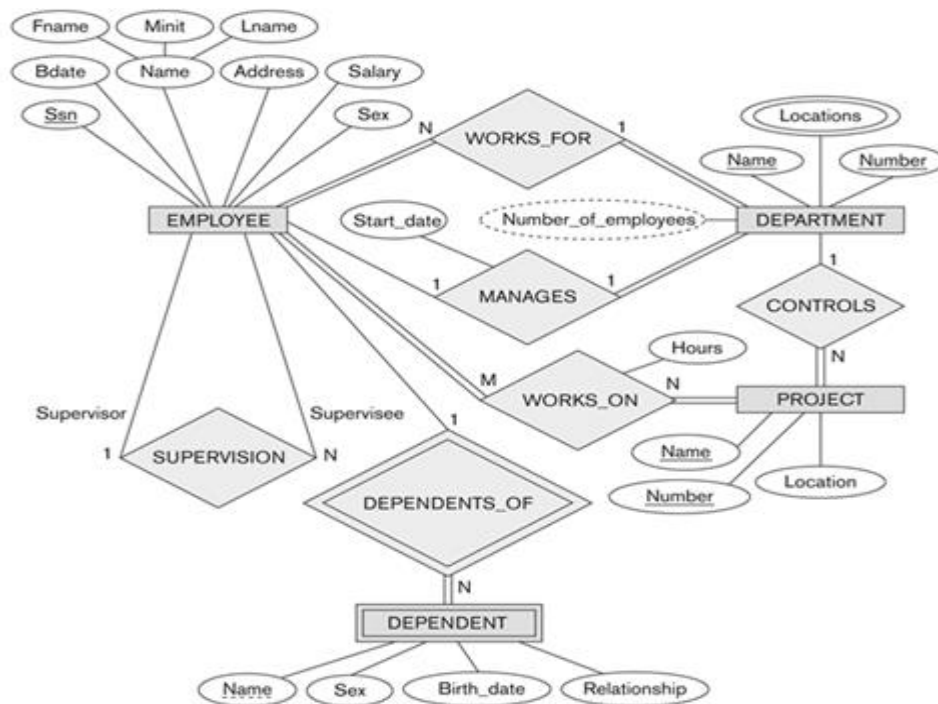 Fname Minit Lname
Bdate Name Address Salary
Ssn Sex
N WORKS_FOR 1
Locations
Name Number
EMPLOYEE
Start_date
Number_of_employees
DEPARTMENT
1 MANAGES 1
1
CONTROLS
N
Hours
M WORKS_ON N
PROJECT
Name
Number
Location
Supervisor Supervisee
1 SUPERVISION N
1
DEPENDENTS_OF
N
DEPENDENT
Name Sex Birth_date Relationship